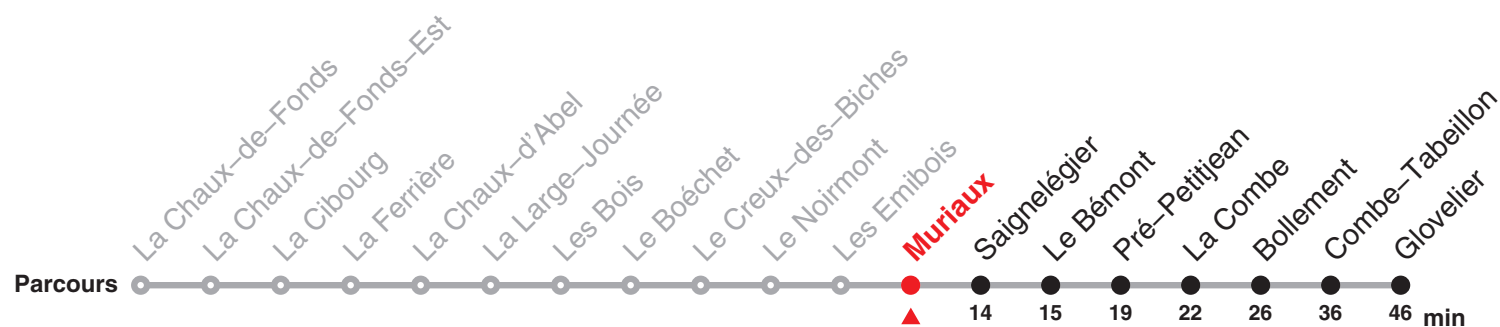 La Chaux–de–Fonds
La Chaux–de–Fonds–Est
La Cibourg
La Ferrière
La Chaux–d'Abel
La Large–Journée
Les Bois
Le Boéchet
Le Creux–des–Biches
Le Noirmont
Les Emibois
Muriaux
Saignelégier
Le Bémont
Pré–Petitjean
La Combe
Bollement
Combe–Tabeillon
Glovelier
Parcours
14 15 19 22 26 36 46 min